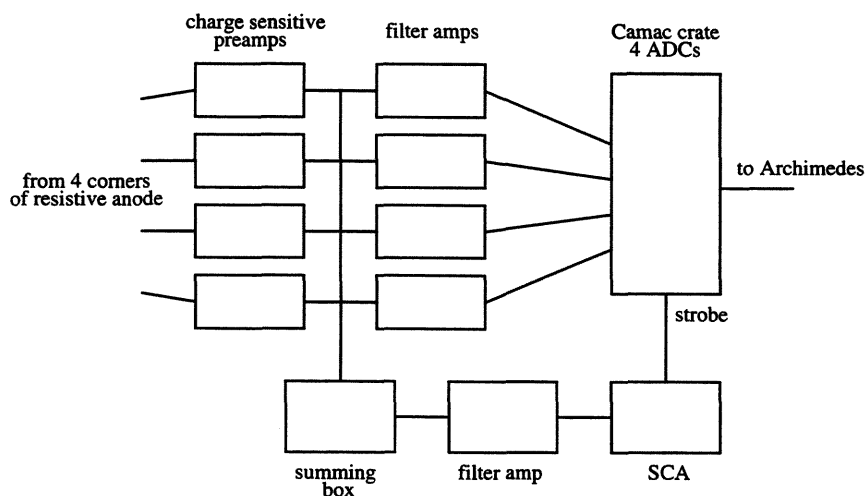 charge sensitive
preamps
filter amps
Camac crate
4 ADCs
from 4 corners
of resistive anode
to Archimedes
strobe
summing
box
filter amp
SCA